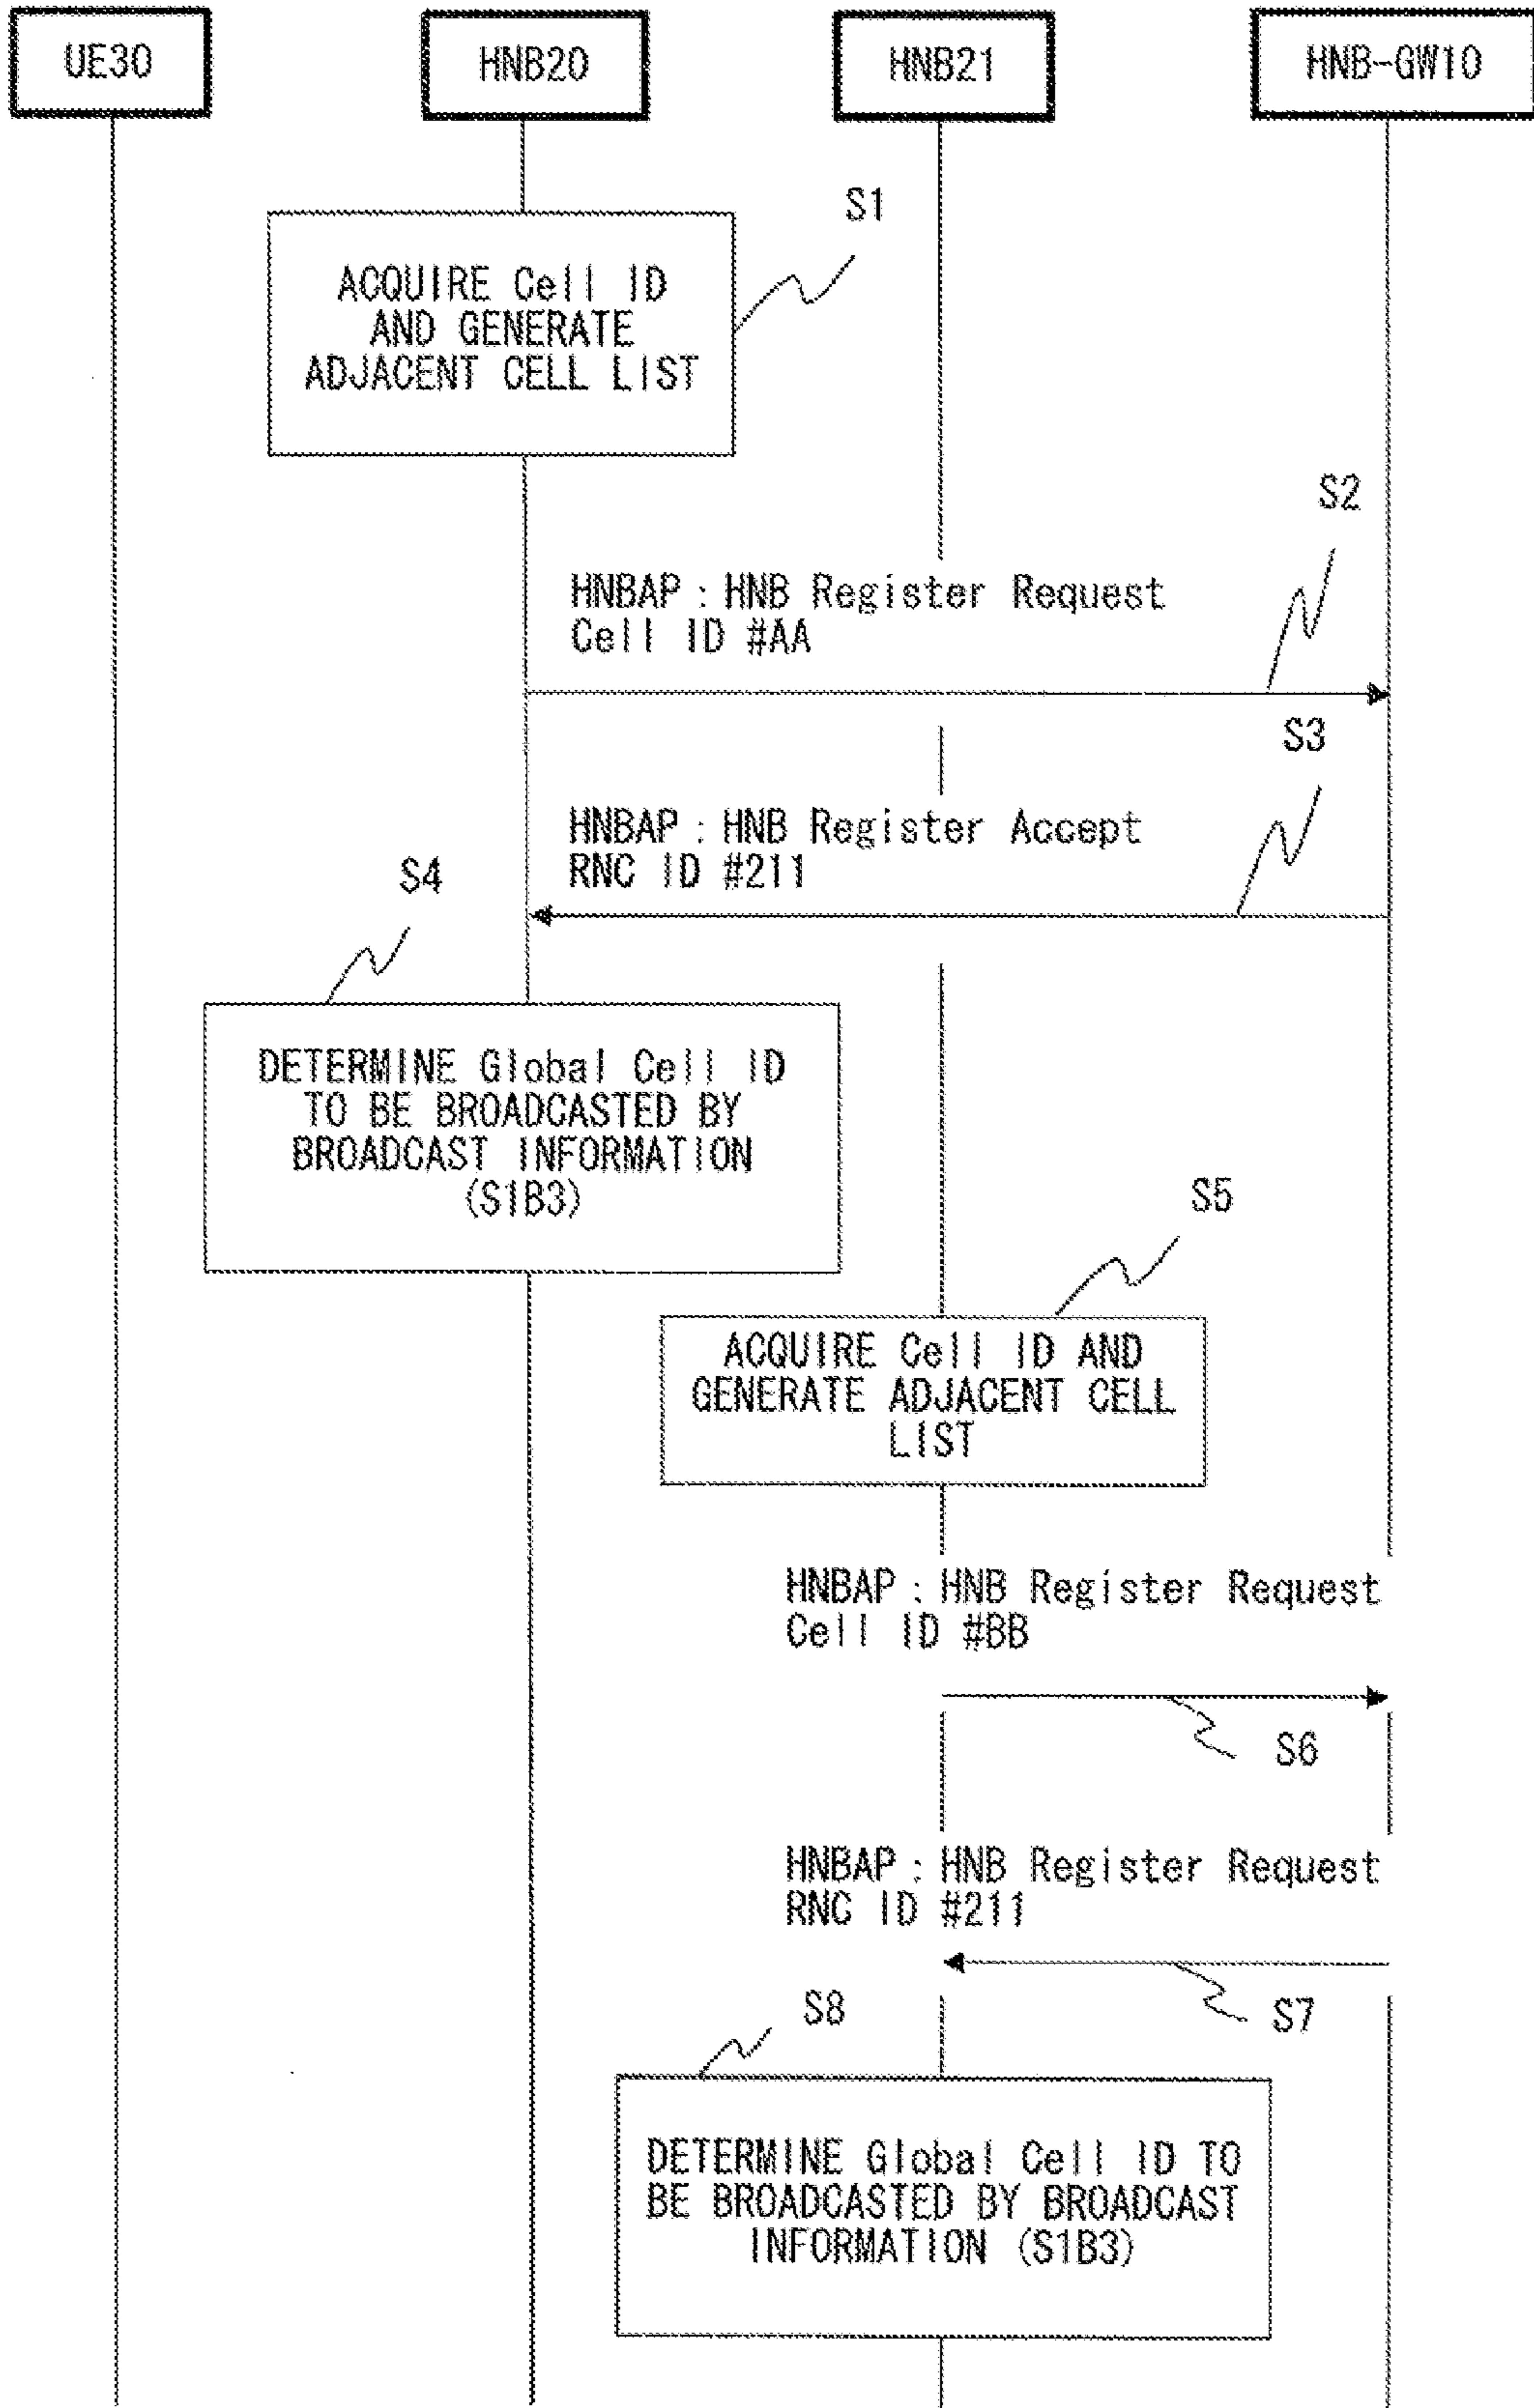 UE30
HNB20
HNB21
HNB-GW10
S1
ACQUIRE Cell ID
AND GENERATE
ADJACENT CELL LIST
S2
HNBAP : HNB Register Request
Cell ID #AA
S3
HNBAP : HNB Register Accept
RNC ID #211
S4
DETERMINE Global Cell ID
TO BE BROADCASTED BY
BROADCAST INFORMATION
(S1B3)
S5
ACQUIRE Cell ID AND
GENERATE ADJACENT CELL
LIST
HNBAP : HNB Register Request
Cell ID #BB
S6
HNBAP : HNB Register Request
RNC ID #211
S7
S8
DETERMINE Global Cell ID TO
BE BROADCASTED BY BROADCAST
INFORMATION (S1B3)